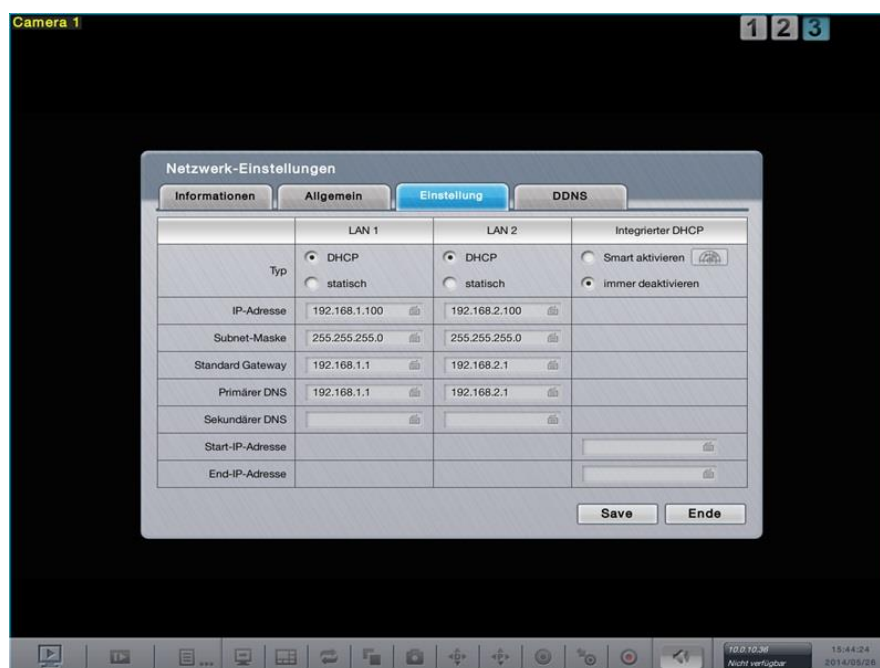 Camera 1
1 2 3
Netzwerk-Einstellungen
Informationen Allgemein Einstellung DDNS
LAN 1 LAN 2 Integrierter DHCP
Typ DHCP DHCP Smart aktivieren
statisch statisch immer deaktivieren
IP-Adresse 192.168.1.100 192.168.2.100
Subnet-Maske 255.255.255.0 255.255.255.0
Standard Gateway 192.168.1.1 192.168.2.1
Primärer DNS 192.168.1.1 192.168.2.1
Sekundärer DNS
Start-IP-Adresse
End-IP-Adresse
Save Ende
10.0.10.36 15:44:24
Nicht verfügbar 2014/05/26